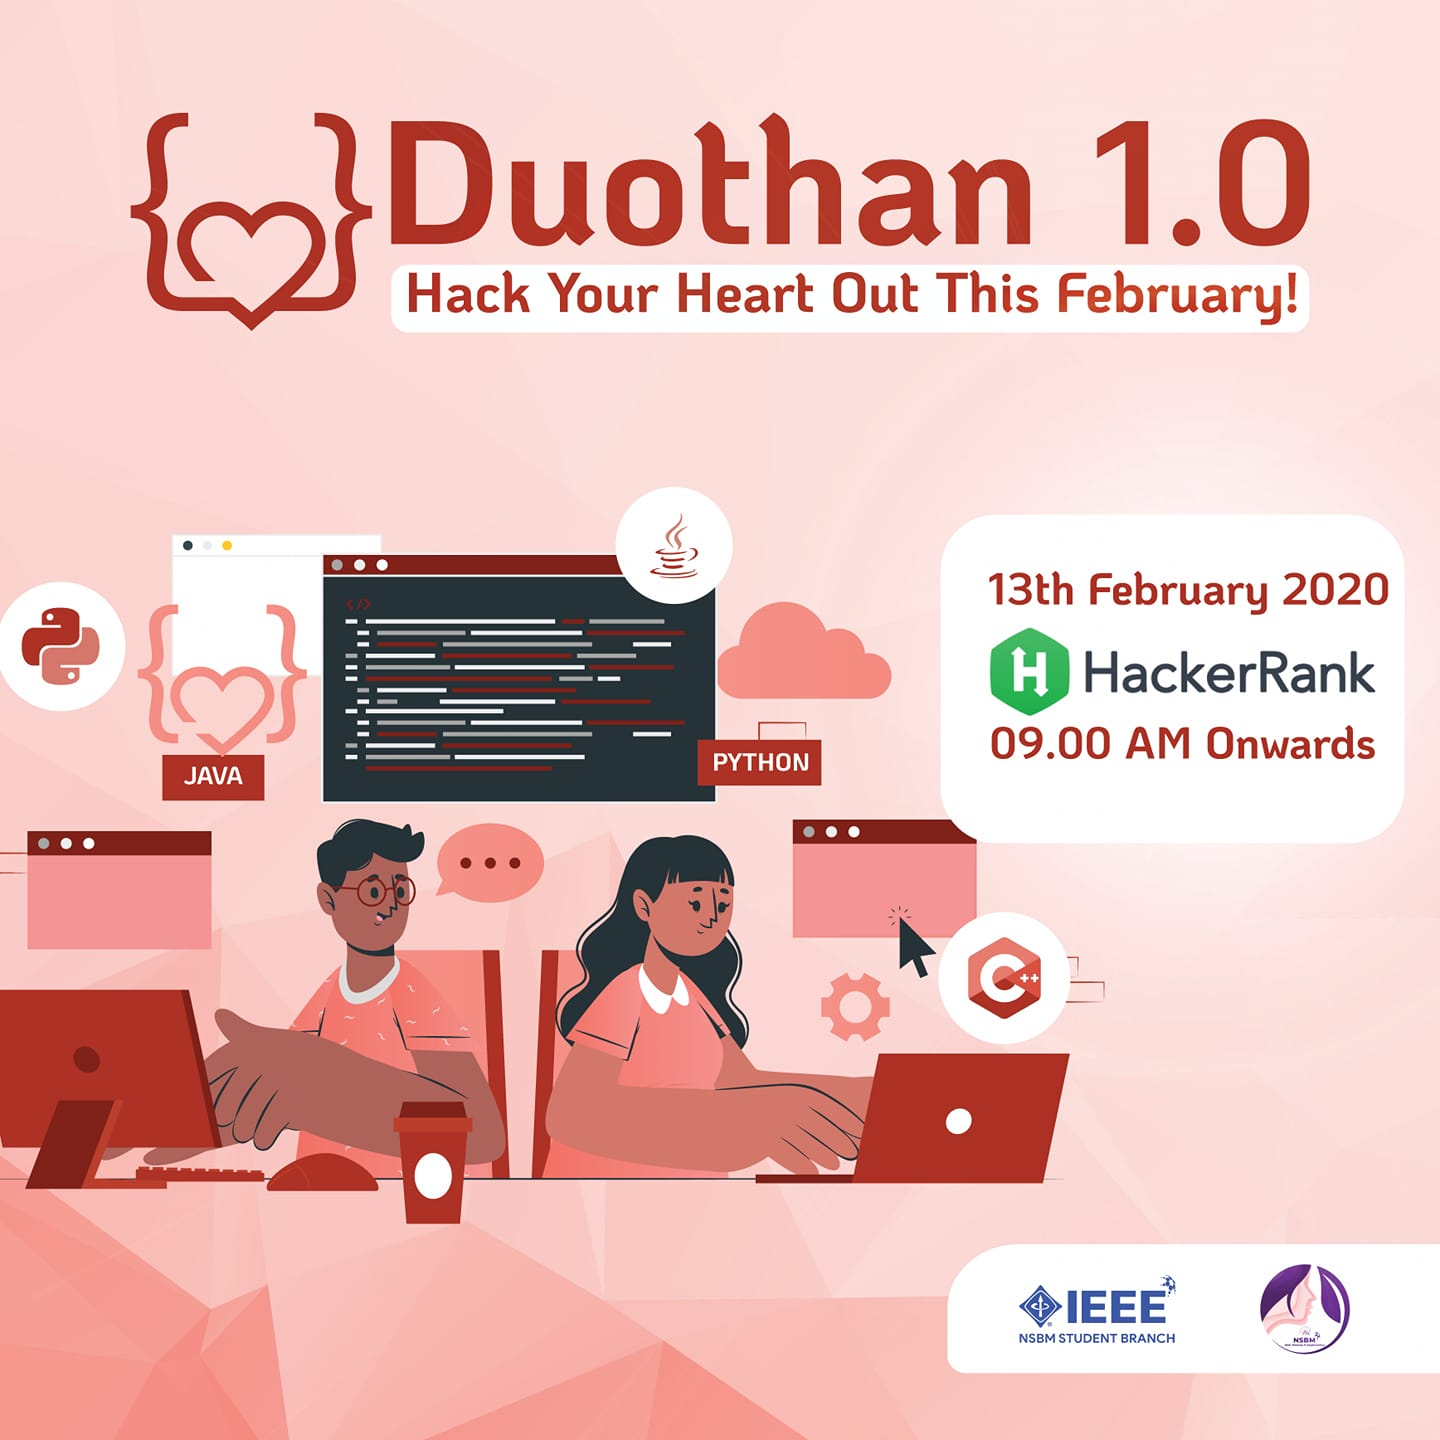 Duothan 1.0
Hack Your Heart Out This February!
13th February 2020
HackerRank
09.00 AM Onwards
</>
JAVA
PYTHON
C++
IEEE
NSBM STUDENT BRANCH
NSBM